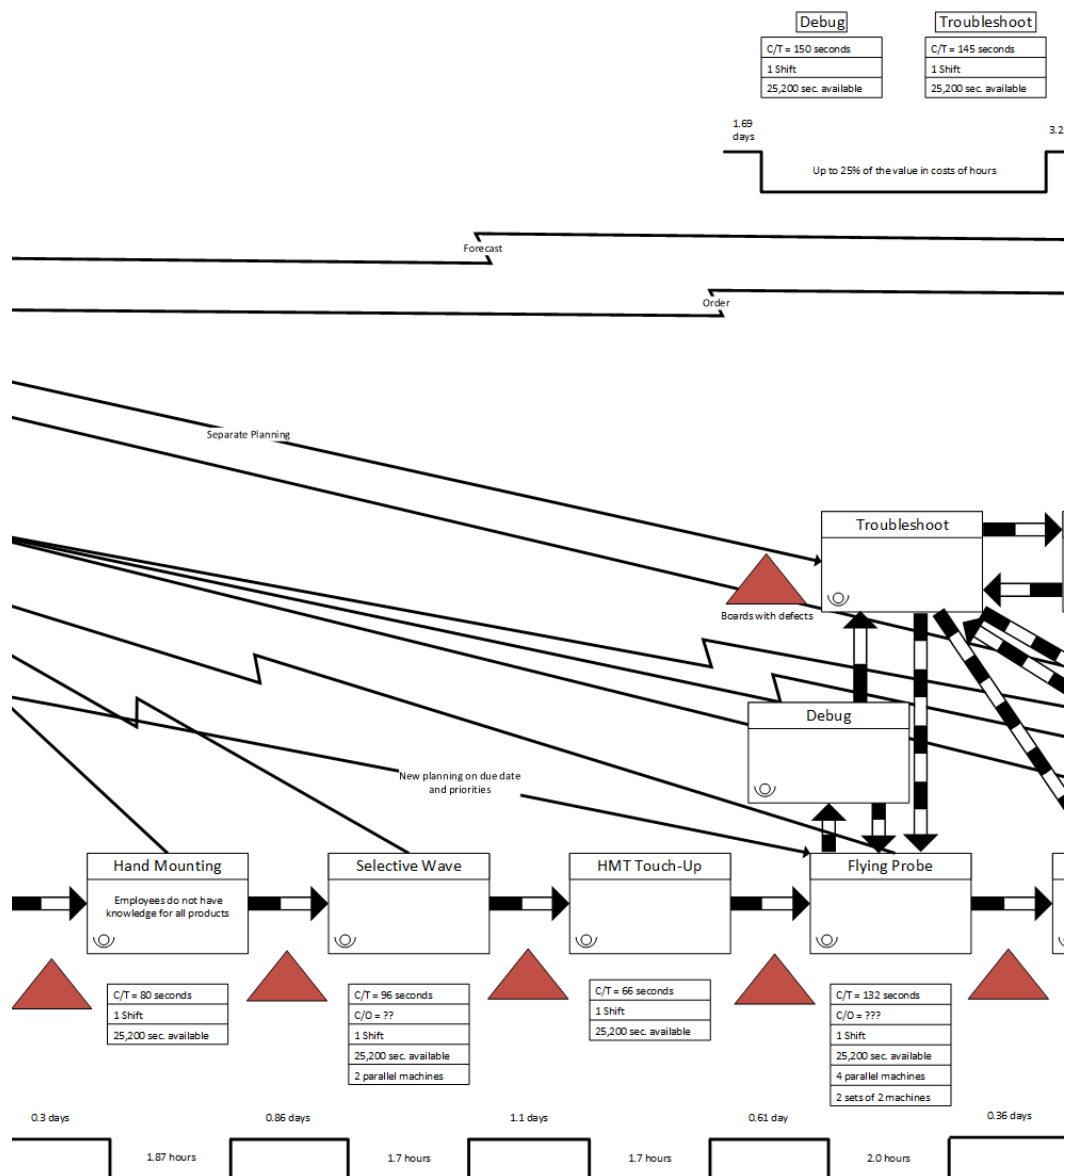 Debug
Troubleshoot
C/T = 150 seconds
1 Shift
25,200 sec. available
C/T = 145 seconds
1 Shift
25,200 sec. available
1.69
days
3.2
Up to 25% of the value in costs of hours
Forecast
Order
Separate Planning
Troubleshoot
Boards with defects
Debug
New planning on due date
and priorities
Hand Mounting
Employees do not have
knowledge for all products
Selective Wave
HMT Touch-Up
Flying Probe
C/T = 80 seconds
1 Shift
25,200 sec. available
C/T = 96 seconds
C/O = ??
1 Shift
25,200 sec. available
2 parallel machines
C/T = 66 seconds
1 Shift
25,200 sec. available
C/T = 132 seconds
C/O = ???
1 Shift
25,200 sec. available
4 parallel machines
2 sets of 2 machines
0.3 days
0.86 days
1.1 days
0.61 day
0.36 days
1.87 hours
1.7 hours
1.7 hours
2.0 hours